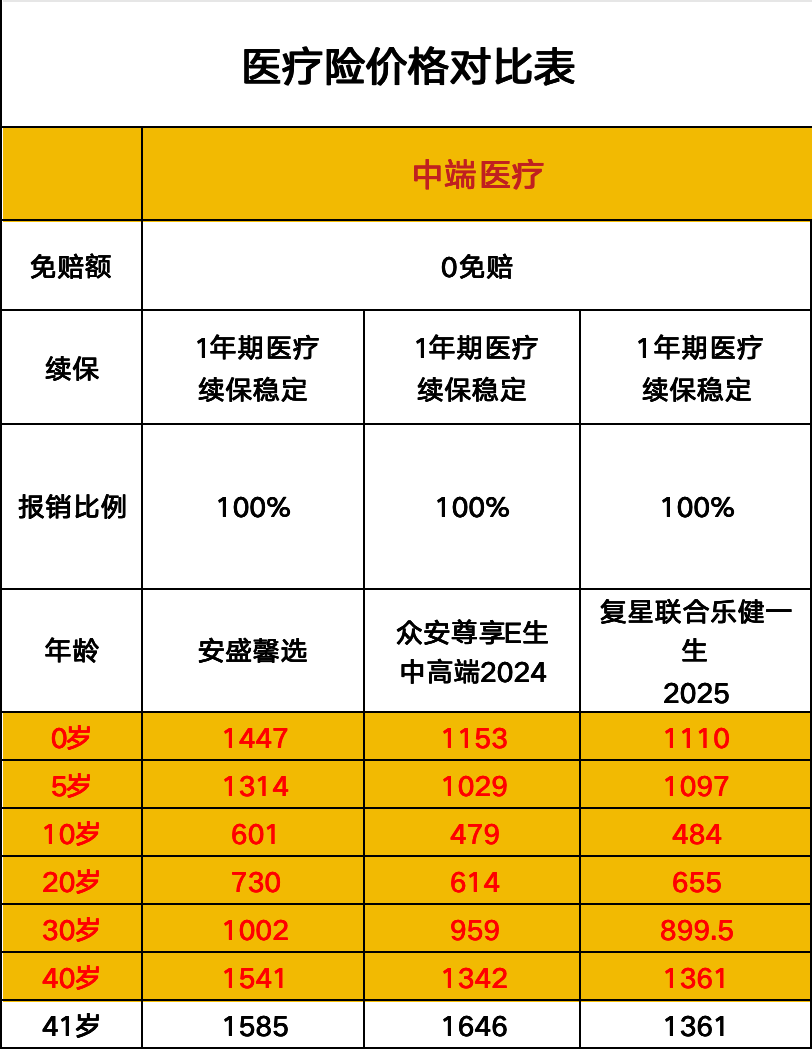 医疗险价格对比表
中端医疗
免赔额 0免赔
续保 1年期医疗 续保稳定 1年期医疗 续保稳定 1年期医疗 续保稳定
报销比例 100% 100% 100%
年龄 安盛馨选 众安尊享E生 中高端2024 复星联合乐健一生 2025
0岁 1447 1153 1110
5岁 1314 1029 1097
10岁 601 479 484
20岁 730 614 655
30岁 1002 959 899.5
40岁 1541 1342 1361
41岁 1585 1646 1361